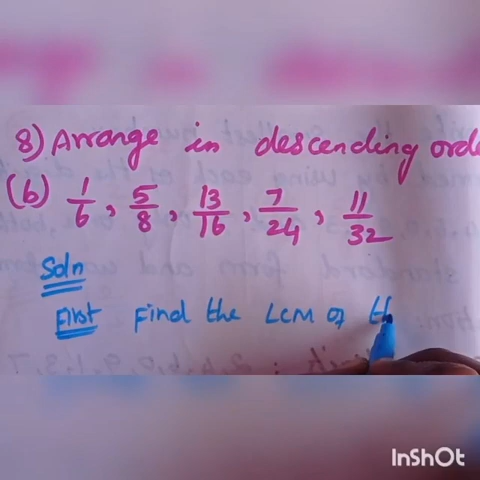 8) Arrange in descending orde
(b) 1/6, 5/8, 13/16, 7/24, 11/32
Soln
First Find the LCM of th
InShOt